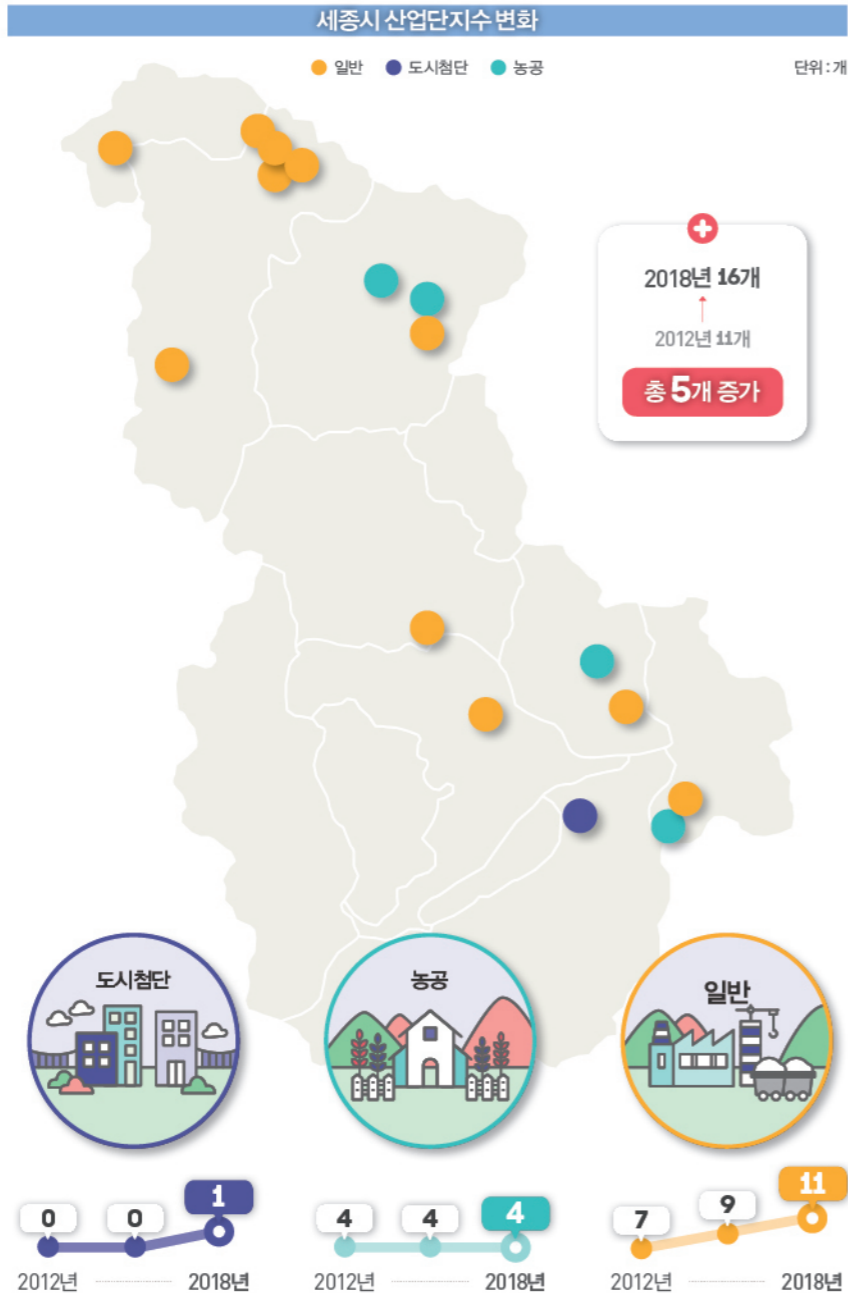 세종시 산업단지수 변화
일반 도시첨단 농공 단위 : 개
2018년 16개
2012년 11개
총 5개 증가
도시첨단 농공 일반
0 0 1 4 4 4 7 9 11
2012년 2018년 2012년 2018년 2012년 2018년